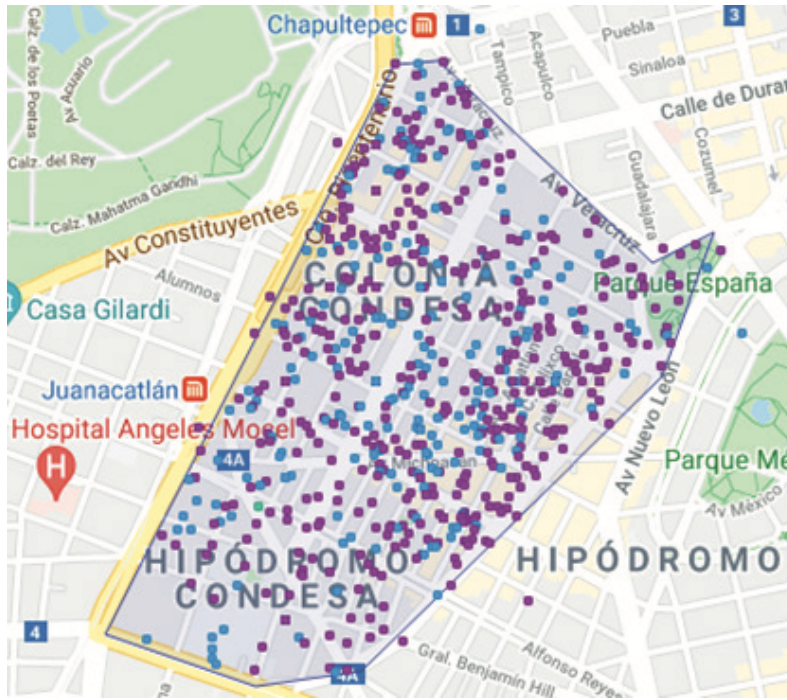 Chapultepec
1
3
Puebla
Sinaloa
Acapulco
Tampico
Calz. de los Poetas
Av Acuario
Av. Veracruz
Calle de Duran
Cozumel
Guadalajara
Calz. del Rey
Calz. Mahatma Gandhi
Av. Veracruz
Av Constituyentes
COLONIA
CONDESA
Parque España
Alumnos
Casa Gilardi
Juanacatlán
Hospital Angeles Mocel
H
4A
Av Michoacán
Av Nuevo León
Parque Mé
Av México
HIPÓDROMO
CONDESA
HIPÓDROMO
4
4A
Gral. Benjamín Hill
Alfonso Reyes